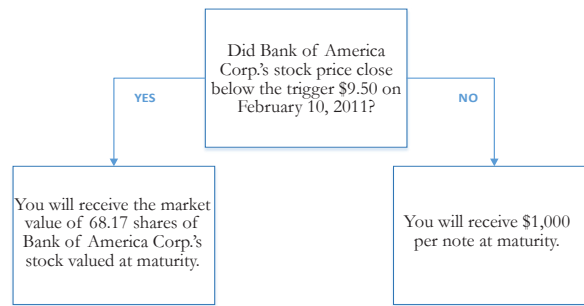 Did Bank of America
Corp.'s stock price close
below the trigger $9.50 on
February 10, 2011?
YES
NO
You will receive the market
value of 68.17 shares of
Bank of America Corp.'s
stock valued at maturity.
You will receive $1,000
per note at maturity.